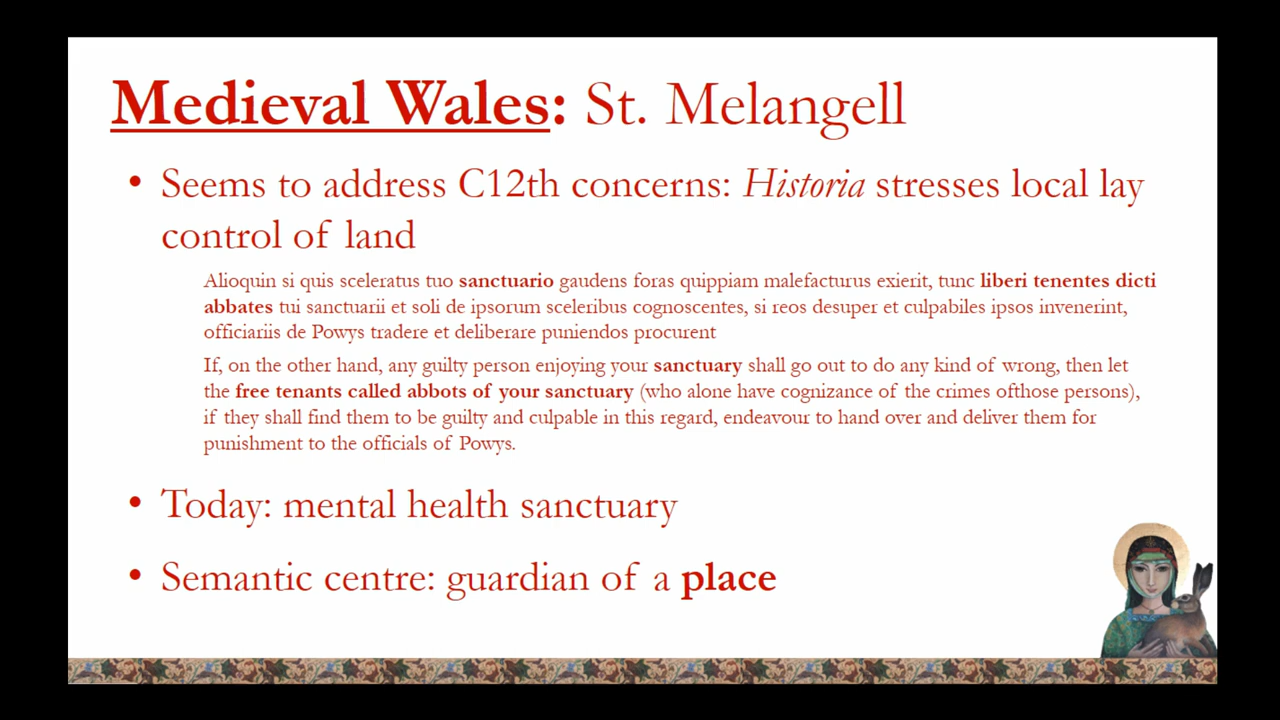 Medieval Wales: St. Melangell
• Seems to address C12th concerns: Historia stresses local lay
control of land
Alioquin si quis sceleratus tuo sanctuario gaudens foras quippiam malefacturus exierit, tunc liberi tenentes dicti
abbates tui sanctuarii et soli de ipsorum sceleribus cognoscentes, si reos desuper et culpabiles ipsos invenerint,
officiariis de Powys tradere et deliberare puniendos procurent
If, on the other hand, any guilty person enjoying your sanctuary shall go out to do any kind of wrong, then let
the free tenants called abbots of your sanctuary (who alone have cognizance of the crimes ofthose persons),
if they shall find them to be guilty and culpable in this regard, endeavour to hand over and deliver them for
punishment to the officials of Powys.
• Today: mental health sanctuary
• Semantic centre: guardian of a place